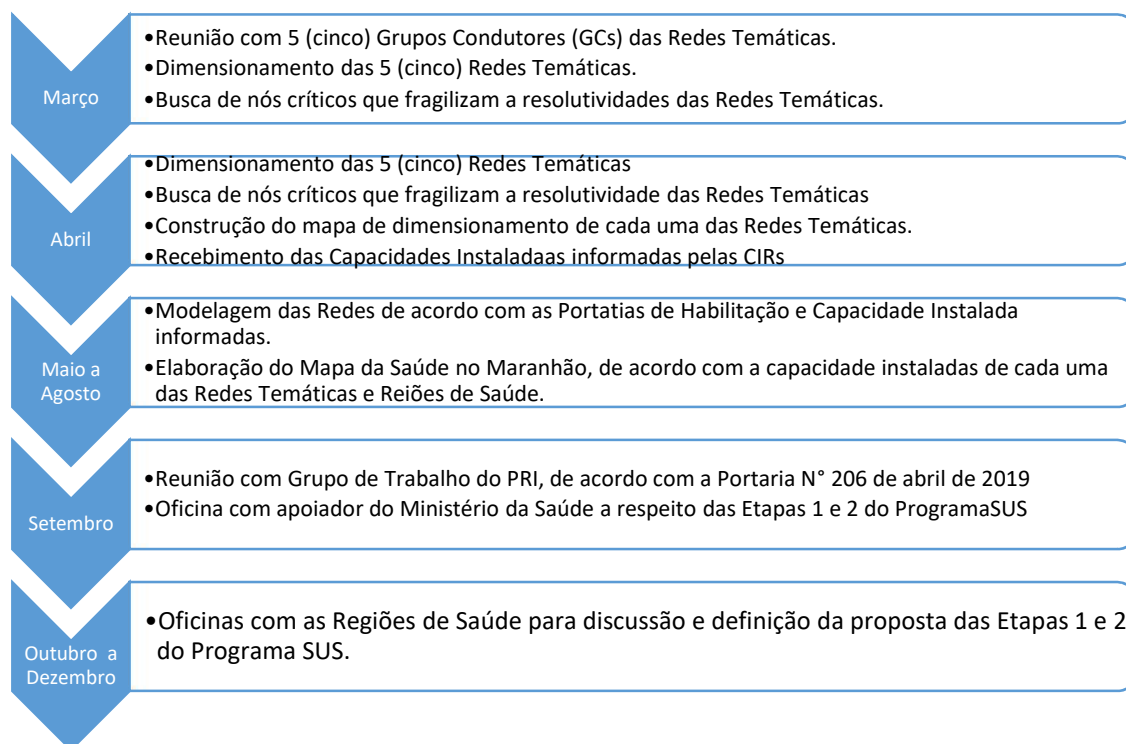 Março
•Reunião com 5 (cinco) Grupos Condutores (GCs) das Redes Temáticas.
•Dimensionamento das 5 (cinco) Redes Temáticas.
•Busca de nós críticos que fragilizam a resolutividades das Redes Temáticas.
Abril
•Dimensionamento das 5 (cinco) Redes Temáticas
•Busca de nós críticos que fragilizam a resolutividade das Redes Temáticas
•Construção do mapa de dimensionamento de cada uma das Redes Temáticas.
•Recebimento das Capacidades Instaladaas informadas pelas CIRs
Maio a
Agosto
•Modelagem das Redes de acordo com as Portatias de Habilitação e Capacidade Instalada
informadas.
•Elaboração do Mapa da Saúde no Maranhão, de acordo com a capacidade instaladas de cada uma
das Redes Temáticas e Reiões de Saúde.
Setembro
•Reunião com Grupo de Trabalho do PRI, de acordo com a Portaria N° 206 de abril de 2019
•Oficina com apoiador do Ministério da Saúde a respeito das Etapas 1 e 2 do ProgramaSUS
Outubro a
Dezembro
•Oficinas com as Regiões de Saúde para discussão e definição da proposta das Etapas 1 e 2
do Programa SUS.